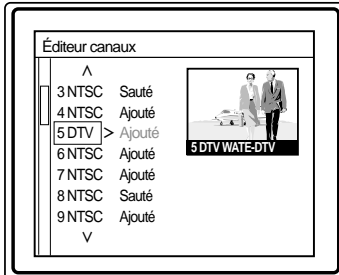 Éditeur canaux
3 NTSC Sauté
4 NTSC Ajouté
5 DTV > Ajouté
6 NTSC Ajouté
7 NTSC Ajouté
8 NTSC Sauté
9 NTSC Ajouté
5 DTV WATE-DTV